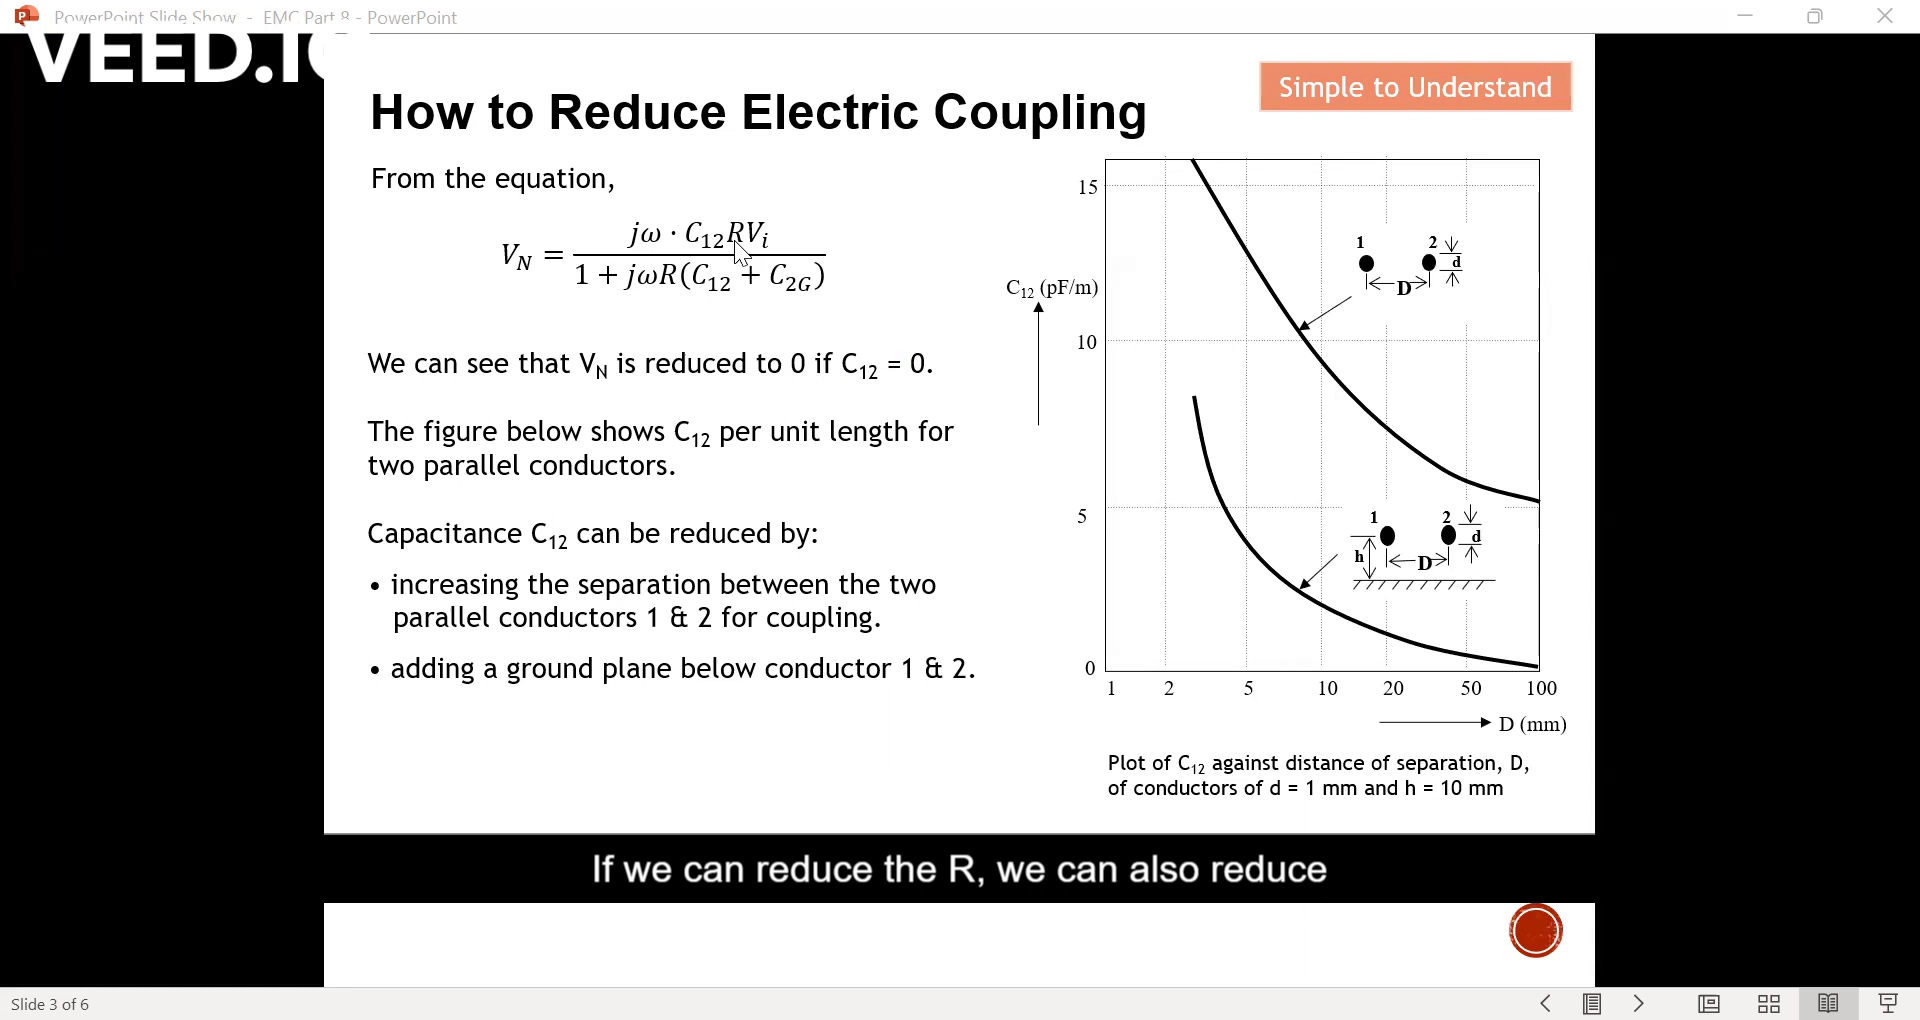 PowerPoint Slide Show - EMC Part 8 - PowerPoint
VEED.I
Simple to Understand
How to Reduce Electric Coupling
From the equation,
V_N = (jω · C₁₂RVᵢ) / (1 + jωR(C₁₂ + C_2G))
We can see that V_N is reduced to 0 if C₁₂ = 0.
The figure below shows C₁₂ per unit length for
two parallel conductors.
Capacitance C₁₂ can be reduced by:
• increasing the separation between the two
parallel conductors 1 & 2 for coupling.
• adding a ground plane below conductor 1 & 2.
C₁₂ (pF/m)
15
10
5
0
1 2 5 10 20 50 100
D (mm)
1 2
d
D
1 2
d
h
D
Plot of C₁₂ against distance of separation, D,
of conductors of d = 1 mm and h = 10 mm
If we can reduce the R, we can also reduce
Slide 3 of 6